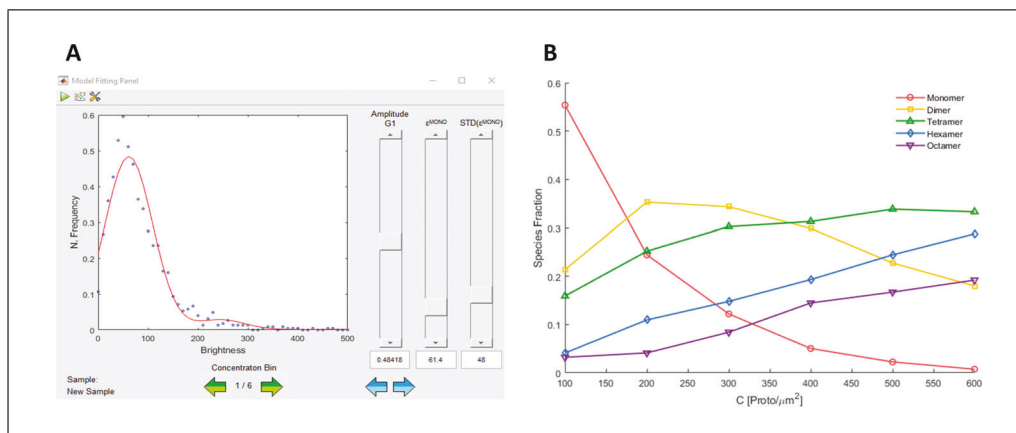 A
Model Fitting Panel
Amplitude
G1
εᴹᴼᴺᴼ
STD(εᴹᴼᴺᴼ)
0.6
0.5
0.4
0.3
0.2
0.1
0
N. Frequency
0 100 200 300 400 500
Brightness
0.48418
61.4
48
Concentraton Bin
1 / 6
Sample:
New Sample
B
0.6
0.5
0.4
0.3
0.2
0.1
0
Species Fraction
Monomer
Dimer
Tetramer
Hexamer
Octamer
100 150 200 250 300 350 400 450 500 550 600
C [Proto/μm²]